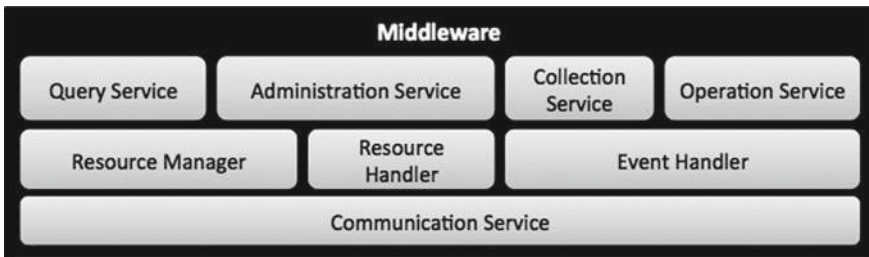 Middleware
Query Service
Administration Service
Collection
Service
Operation Service
Resource Manager
Resource
Handler
Event Handler
Communication Service